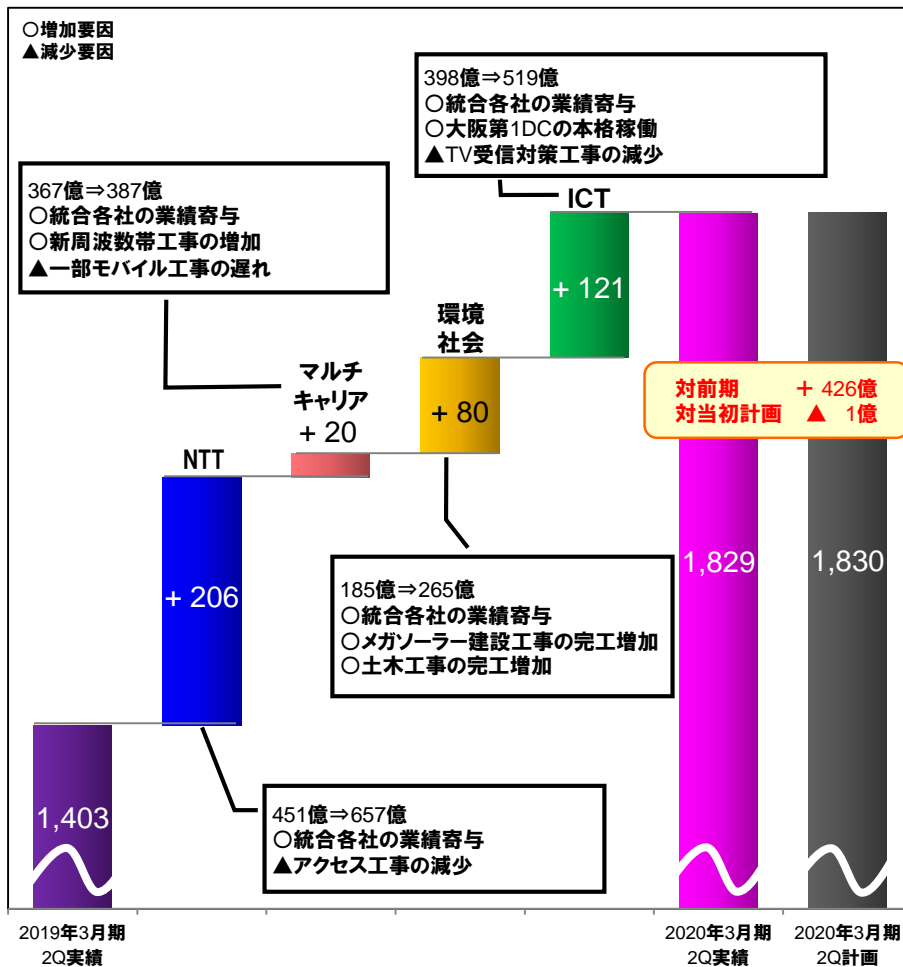 ○増加要因
▲減少要因
398億⇒519億
○統合各社の業績寄与
○大阪第1DCの本格稼働
▲TV受信対策工事の減少
367億⇒387億
○統合各社の業績寄与
○新周波数帯工事の増加
▲一部モバイル工事の遅れ
ICT
+ 121
環境
社会
+ 80
マルチ
キャリア
+ 20
NTT
+ 206
対前期 + 426億
対当初計画 ▲ 1億
1,829
1,830
185億⇒265億
○統合各社の業績寄与
○メガソーラー建設工事の完工増加
○土木工事の完工増加
451億⇒657億
○統合各社の業績寄与
▲アクセス工事の減少
1,403
2019年3月期
2Q実績
2020年3月期
2Q実績
2020年3月期
2Q計画